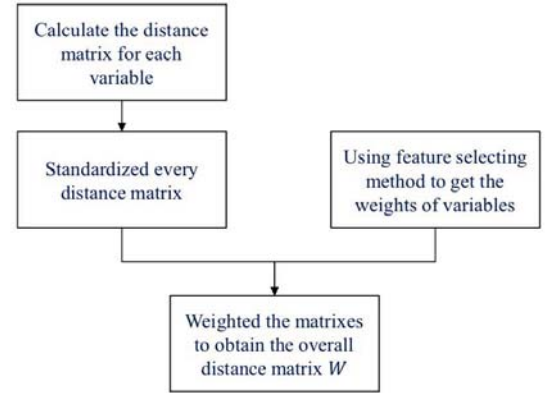 Calculate the distance
matrix for each
variable
Standardized every
distance matrix
Using feature selecting
method to get the
weights of variables
Weighted the matrixes
to obtain the overall
distance matrix W